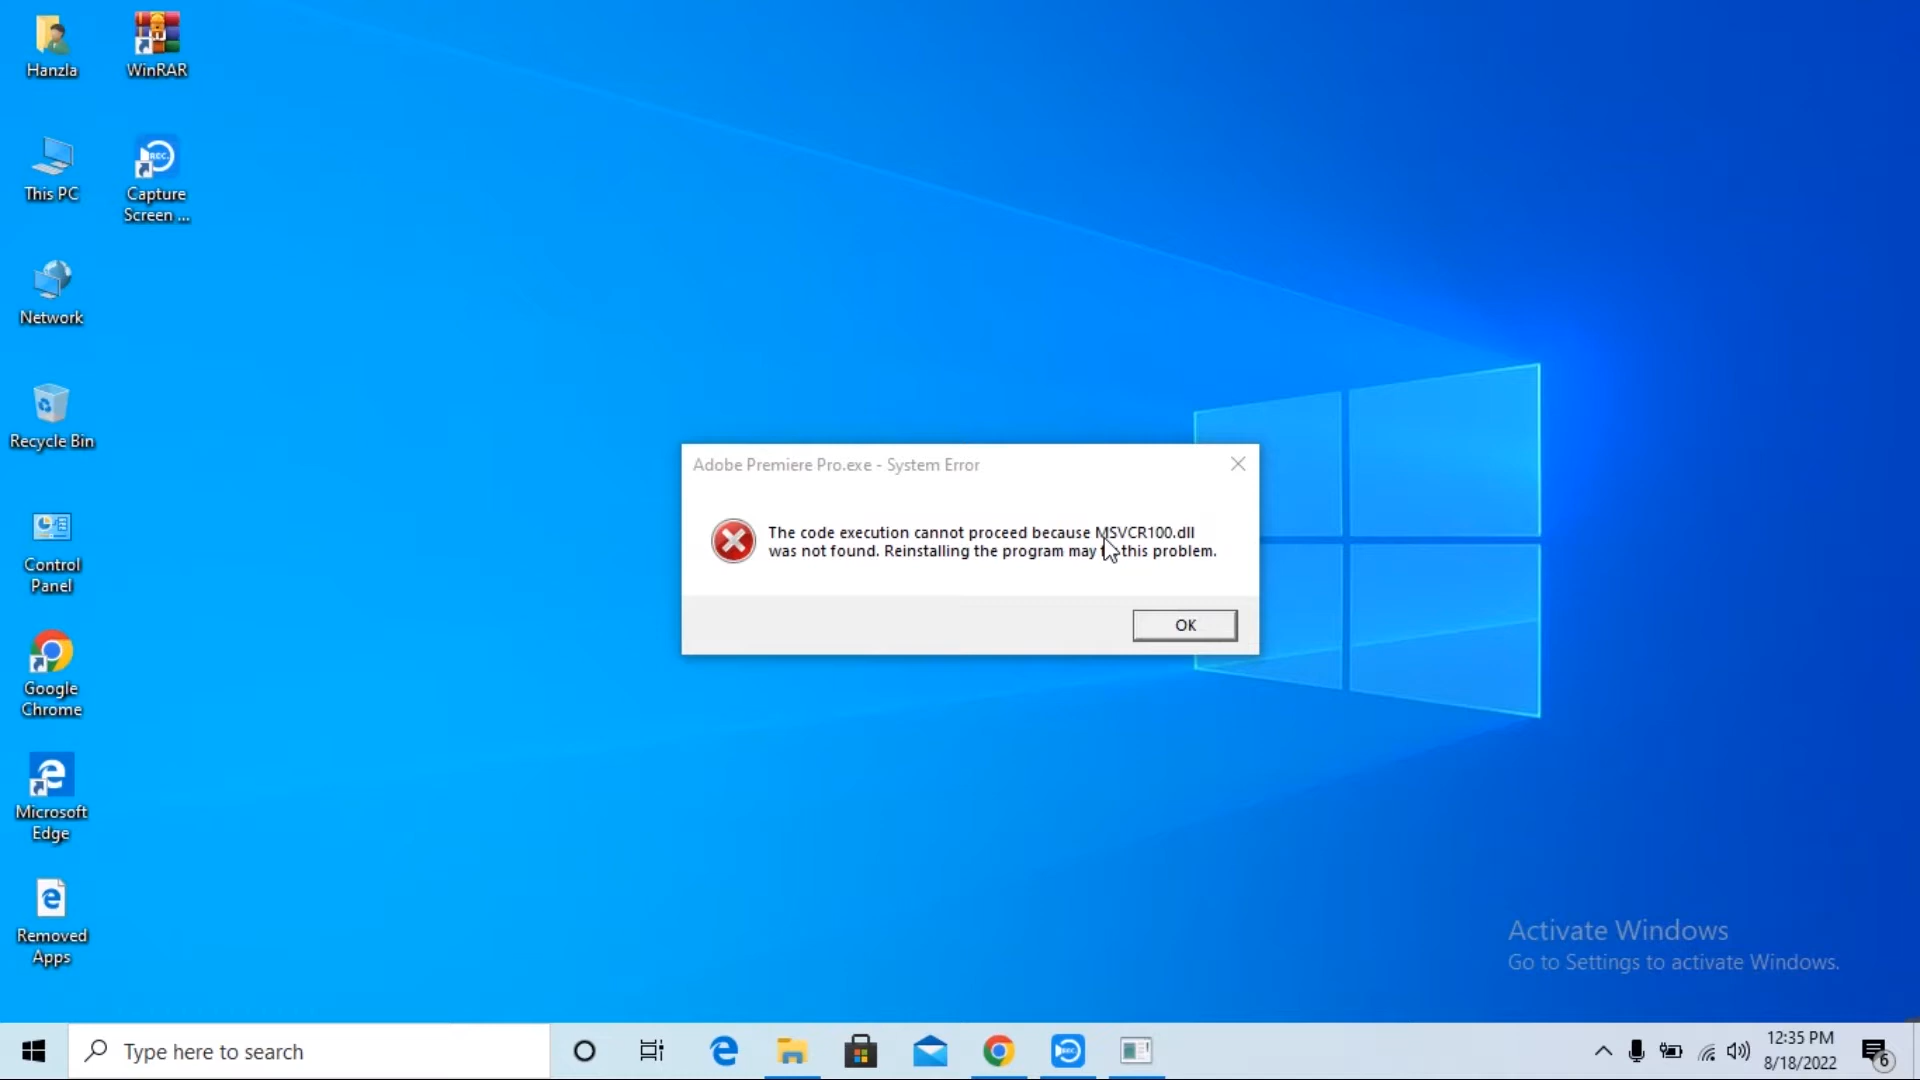 Hanzla
WinRAR
This PC
Capture
Screen ...
Network
Recycle Bin
Control
Panel
Google
Chrome
Microsoft
Edge
Removed
Apps
Adobe Premiere Pro.exe - System Error
The code execution cannot proceed because MSVCR100.dll
was not found. Reinstalling the program may this problem.
OK
Activate Windows
Go to Settings to activate Windows.
Type here to search
REC
12:35 PM
8/18/2022
6